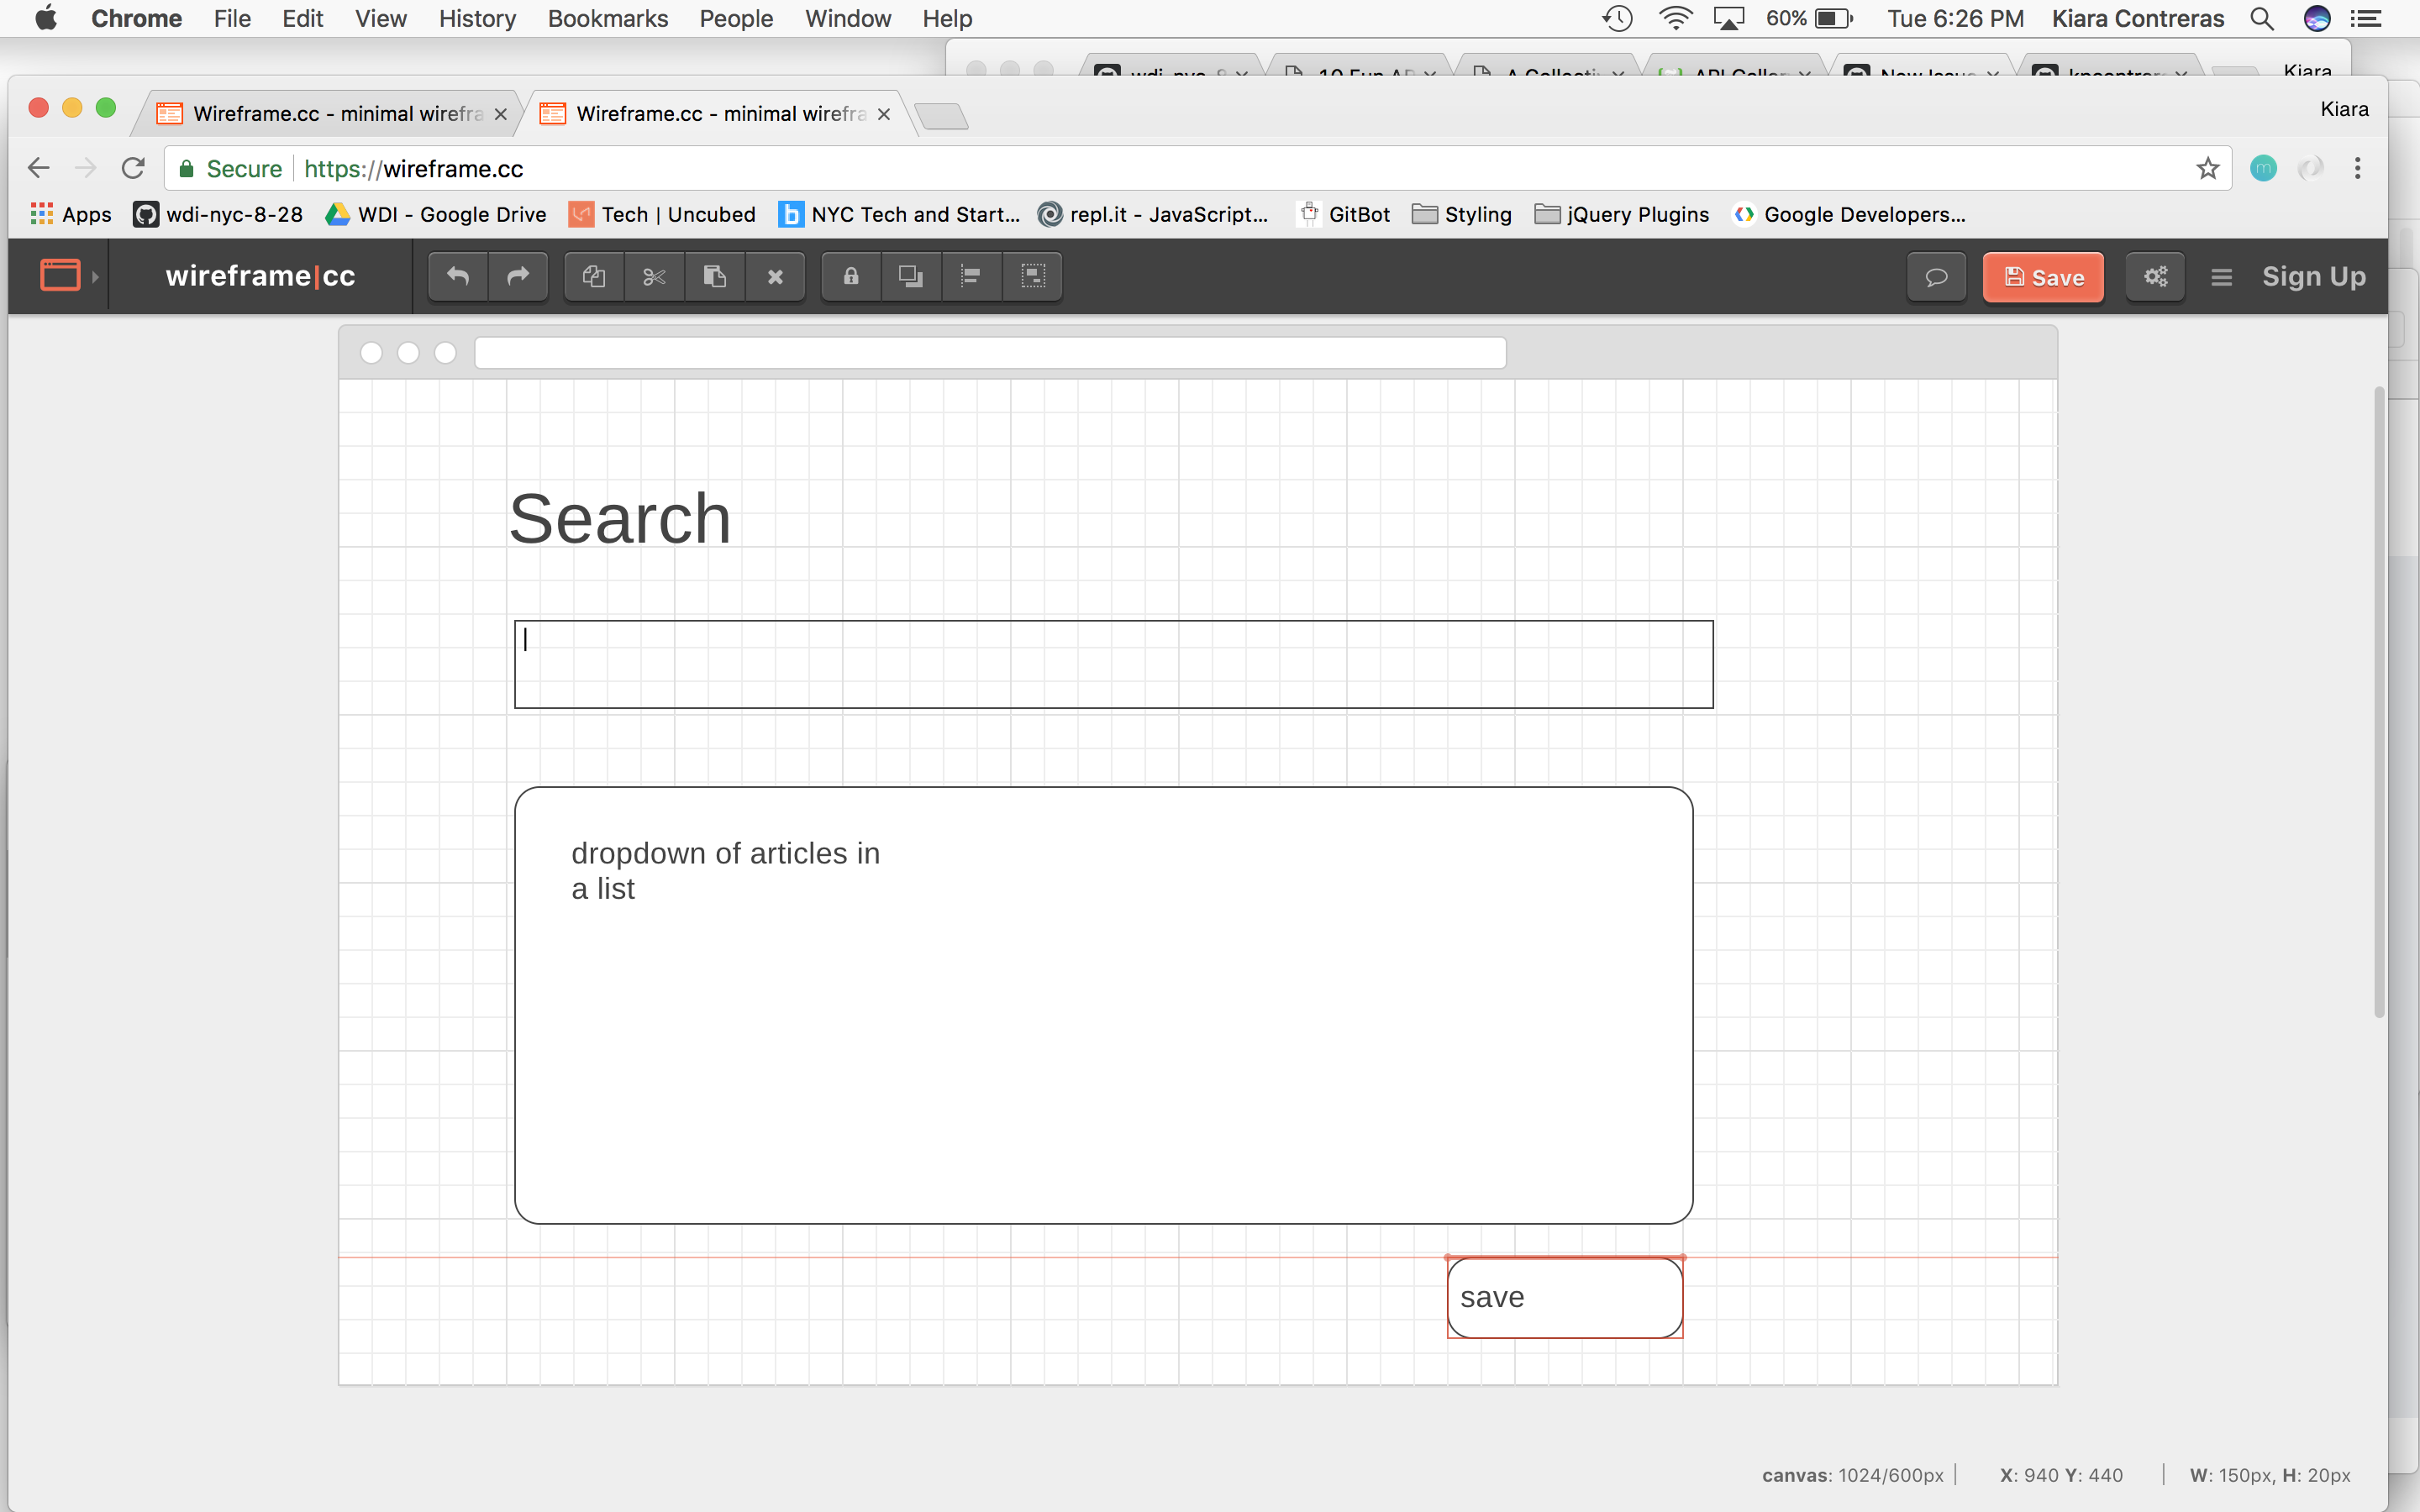 Chrome File Edit View History Bookmarks People Window Help 60% Tue 6:26 PM Kiara Contreras
Kiara
Wireframe.cc - minimal wirefra Wireframe.cc - minimal wirefra Kiara
Secure https://wireframe.cc
Apps wdi-nyc-8-28 WDI - Google Drive Tech | Uncubed NYC Tech and Start... repl.it - JavaScript... GitBot Styling jQuery Plugins Google Developers...
wireframe|cc Save Sign Up
Search
dropdown of articles in
a list
save
canvas: 1024/600px X: 940 Y: 440 W: 150px, H: 20px